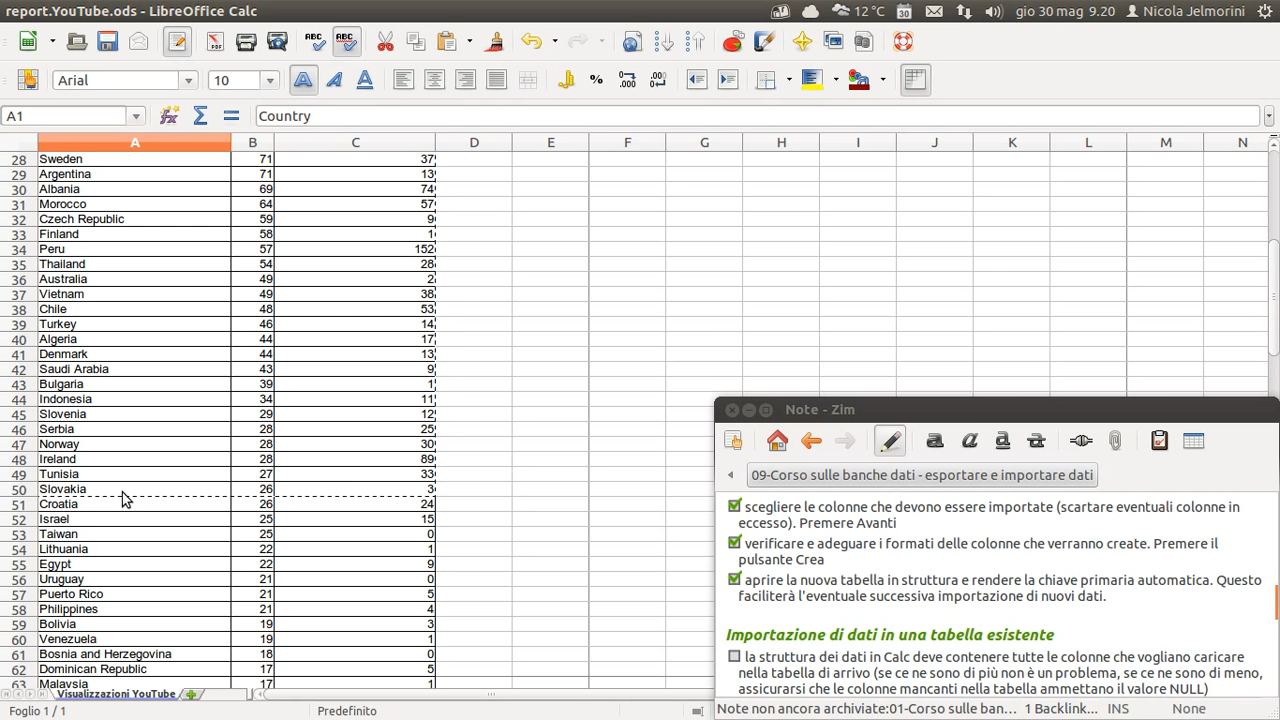 report.YouTube.ods - LibreOffice Calc
12 °C
gio 30 mag 9.20
Nicola Jelmorini
Arial
10
A1
Country
A B C D E F G H I J K L M N
28 Sweden 71 37
29 Argentina 71 13
30 Albania 69 74
31 Morocco 64 57
32 Czech Republic 59 9
33 Finland 58 1
34 Peru 57 152
35 Thailand 54 28
36 Australia 49 2
37 Vietnam 49 38
38 Chile 48 53
39 Turkey 46 14
40 Algeria 44 17
41 Denmark 44 13
42 Saudi Arabia 43 9
43 Bulgaria 39 1
44 Indonesia 34 11
45 Slovenia 29 12
46 Serbia 28 25
47 Norway 28 30
48 Ireland 28 89
49 Tunisia 27 33
50 Slovakia 26 3
51 Croatia 26 24
52 Israel 25 15
53 Taiwan 25 0
54 Lithuania 22 1
55 Egypt 22 9
56 Uruguay 21 0
57 Puerto Rico 21 5
58 Philippines 21 4
59 Bolivia 19 3
60 Venezuela 19 1
61 Bosnia and Herzegovina 18 0
62 Dominican Republic 17 5
63 Malaysia 17 1
Visualizzazioni YouTube
Foglio 1 / 1
Predefinito
Note - Zim
09-Corso sulle banche dati - esportare e importare dati
scegliere le colonne che devono essere importate (scartare eventuali colonne in
eccesso). Premere Avanti
verificare e adeguare i formati delle colonne che verranno create. Premere il
pulsante Crea
aprire la nuova tabella in struttura e rendere la chiave primaria automatica. Questo
faciliterà l'eventuale successiva importazione di nuovi dati.
Importazione di dati in una tabella esistente
la struttura dei dati in Calc deve contenere tutte le colonne che vogliano caricare
nella tabella di arrivo (se ce ne sono di più non è un problema, se ce ne sono di meno,
assicurarsi che le colonne mancanti nella tabella ammettano il valore NULL)
Note non ancora archiviate:01-Corso sulle ban... 1 Backlink... INS None